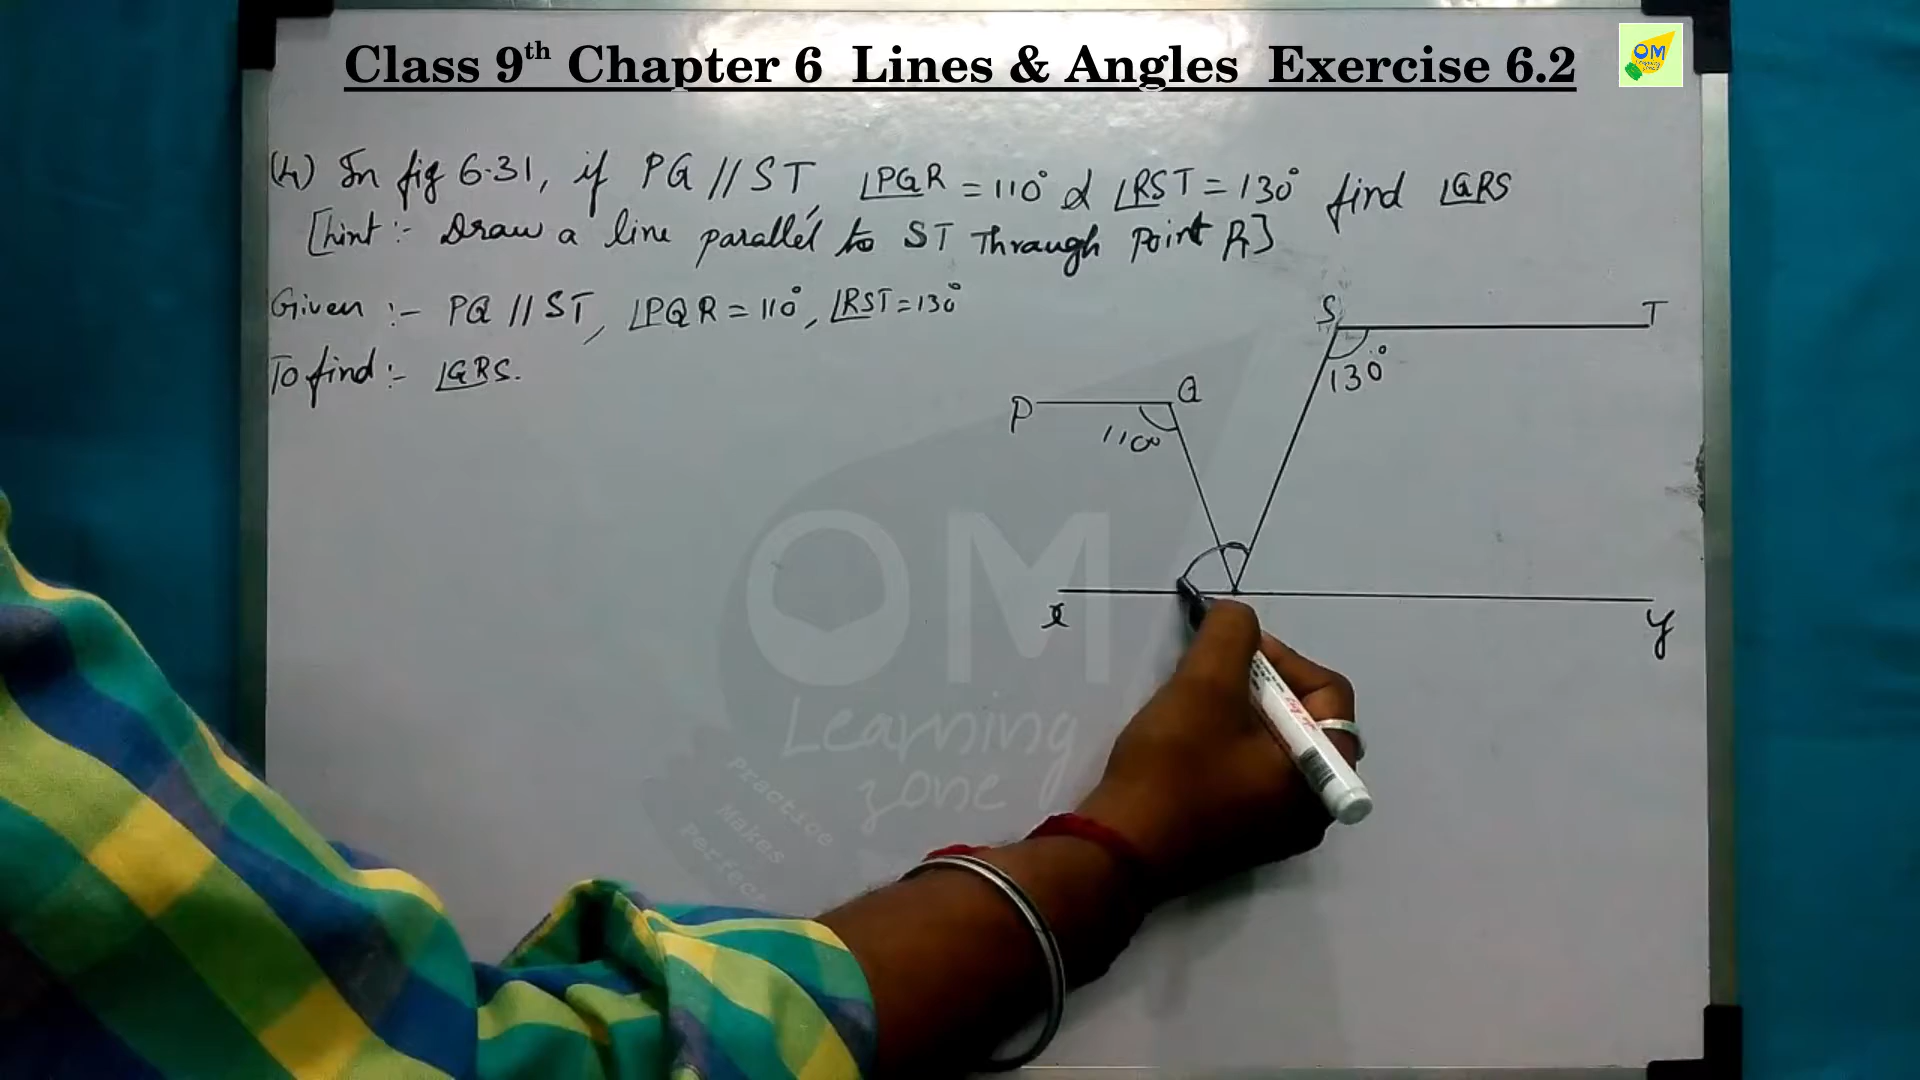 Class 9th Chapter 6 Lines & Angles Exercise 6.2
OM
(4) In fig 6.31, if PQ // ST, ∠PQR = 110° & ∠RST = 130° find ∠QRS
[hint :- Draw a line parallel to ST Through Point R]
Given :- PQ // ST, ∠PQR = 110°, ∠RST = 130°
To find :- ∠QRS.
S T
130°
P Q
110°
x y
OM
Learning
zone
Practice
Makes
Perfect